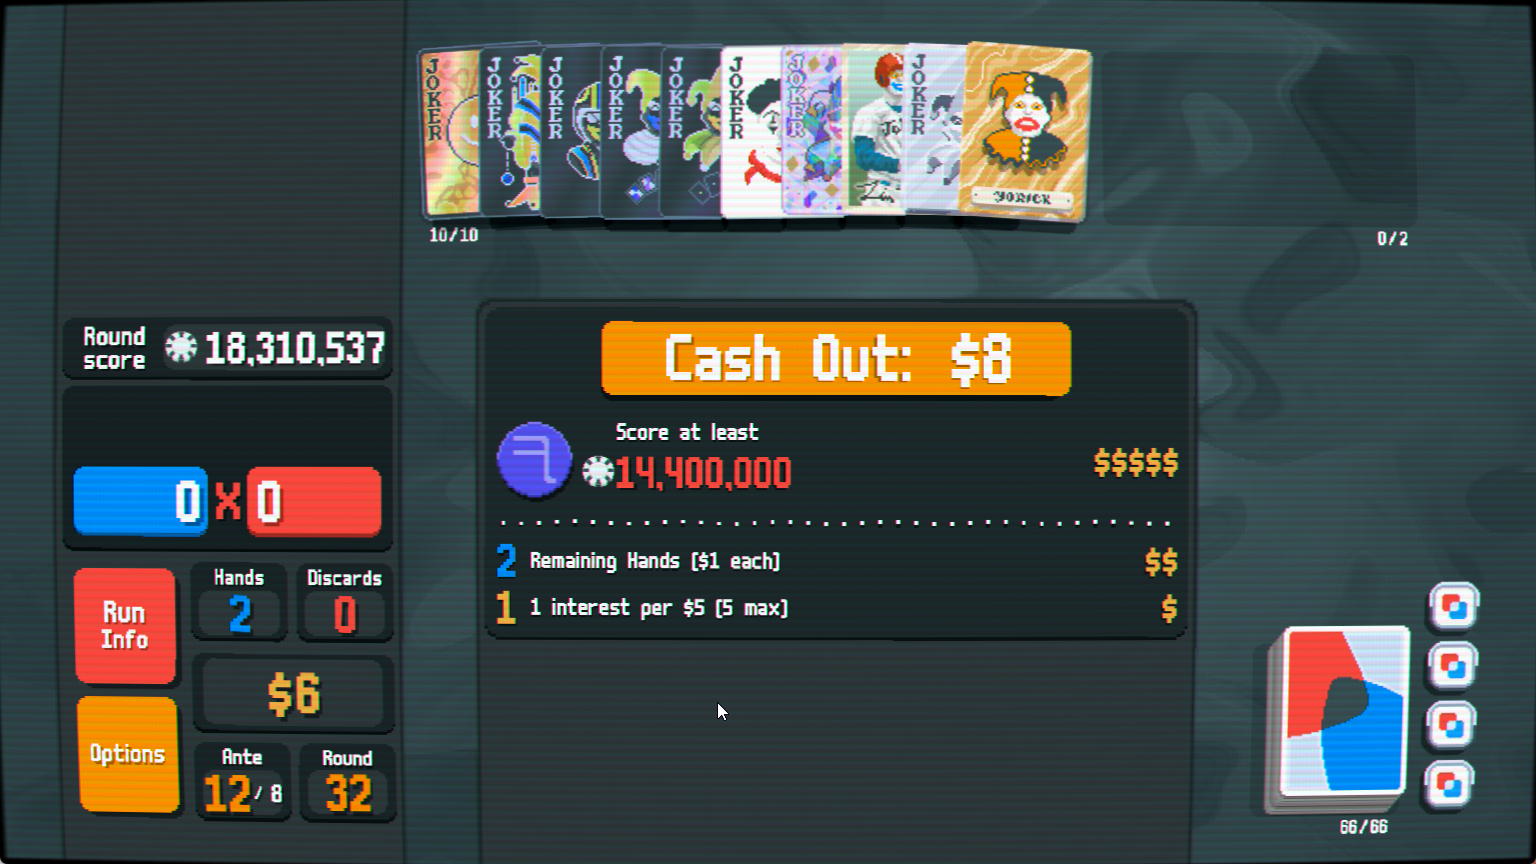 JOKER
JOKER
JOKER
JOKER
JOKER
JOKER
JOKER
JOKER
YORICK
10/10
0/2
Round
score
18,310,537
0 X 0
Run
Info
Hands
2
Discards
0
$6
Options
Ante
12/ 8
Round
32
Cash Out: $8
Score at least
14,400,000
$$$$$
2 Remaining Hands [$1 each]
$$
1 1 interest per $5 [5 max]
$
66/66